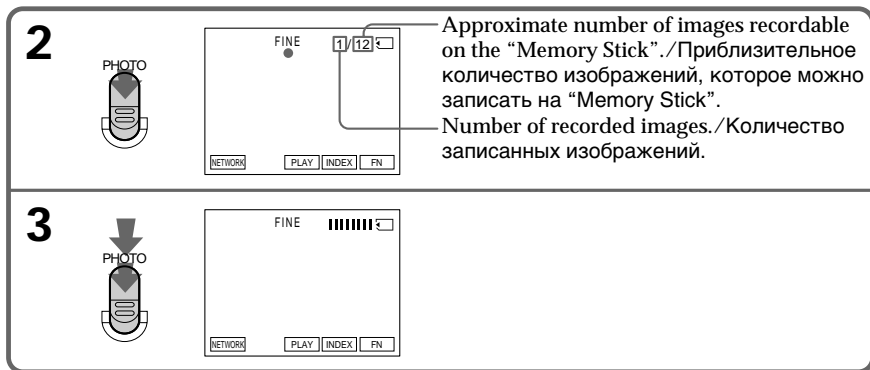 2
PHOTO
FINE
1/12
NETWORK
PLAY INDEX FN
Approximate number of images recordable
on the “Memory Stick”./Приблизительное
количество изображений, которое можно
записать на “Memory Stick”.
Number of recorded images./Количество
записанных изображений.
3
PHOTO
FINE
NETWORK
PLAY INDEX FN